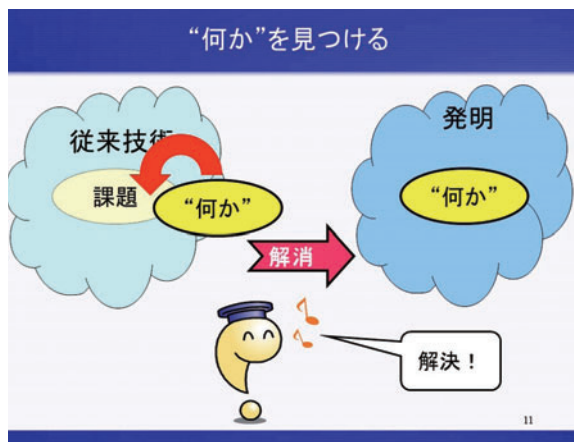 “何か”を見つける
従来技術
課題
“何か”
解消
発明
“何か”
解決！
11